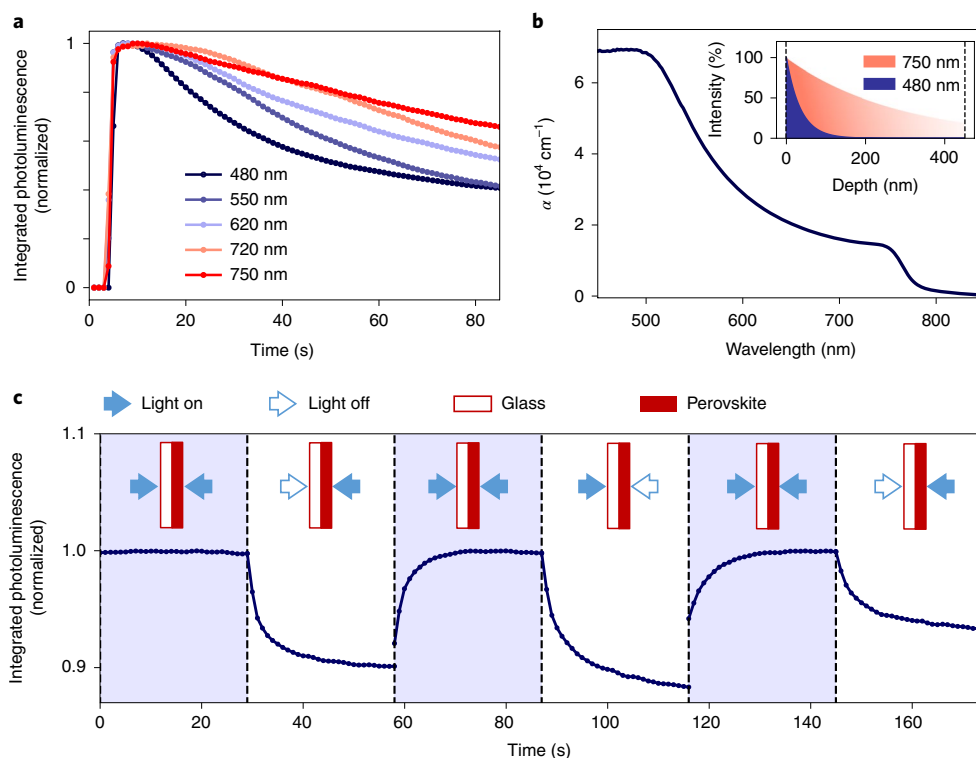 a
Integrated photoluminescence
(normalized)
1
0
480 nm
550 nm
620 nm
720 nm
750 nm
0
20
40
60
80
Time (s)
b
α (10⁴ cm⁻¹)
6
4
2
0
500
600
700
800
Wavelength (nm)
Intensity (%)
100
50
0
750 nm
480 nm
0
200
400
Depth (nm)
c
Light on
Light off
Glass
Perovskite
Integrated photoluminescence
(normalized)
1.1
1.0
0.9
0
20
40
60
80
100
120
140
160
Time (s)